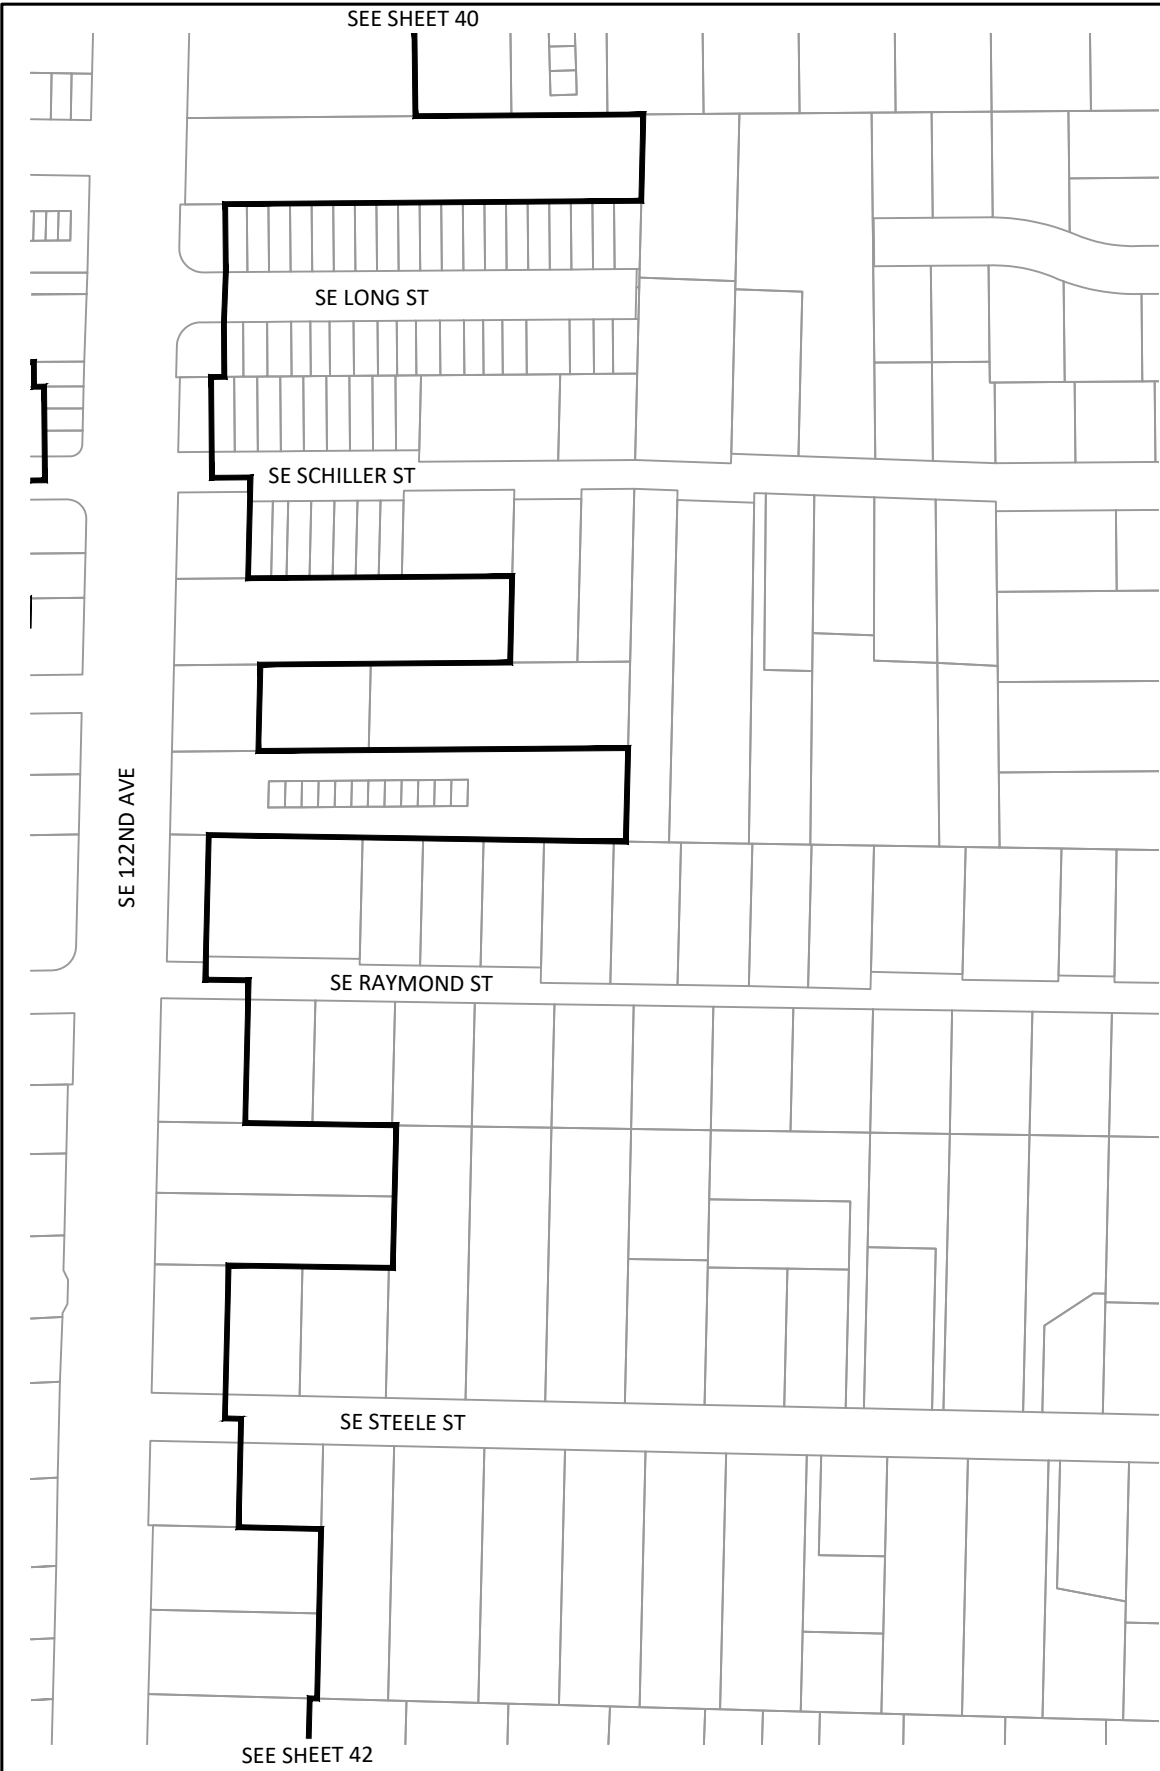 SEE SHEET 40
SE LONG ST
SE SCHILLER ST
SE 122ND AVE
SE RAYMOND ST
SE STEELE ST
SEE SHEET 42